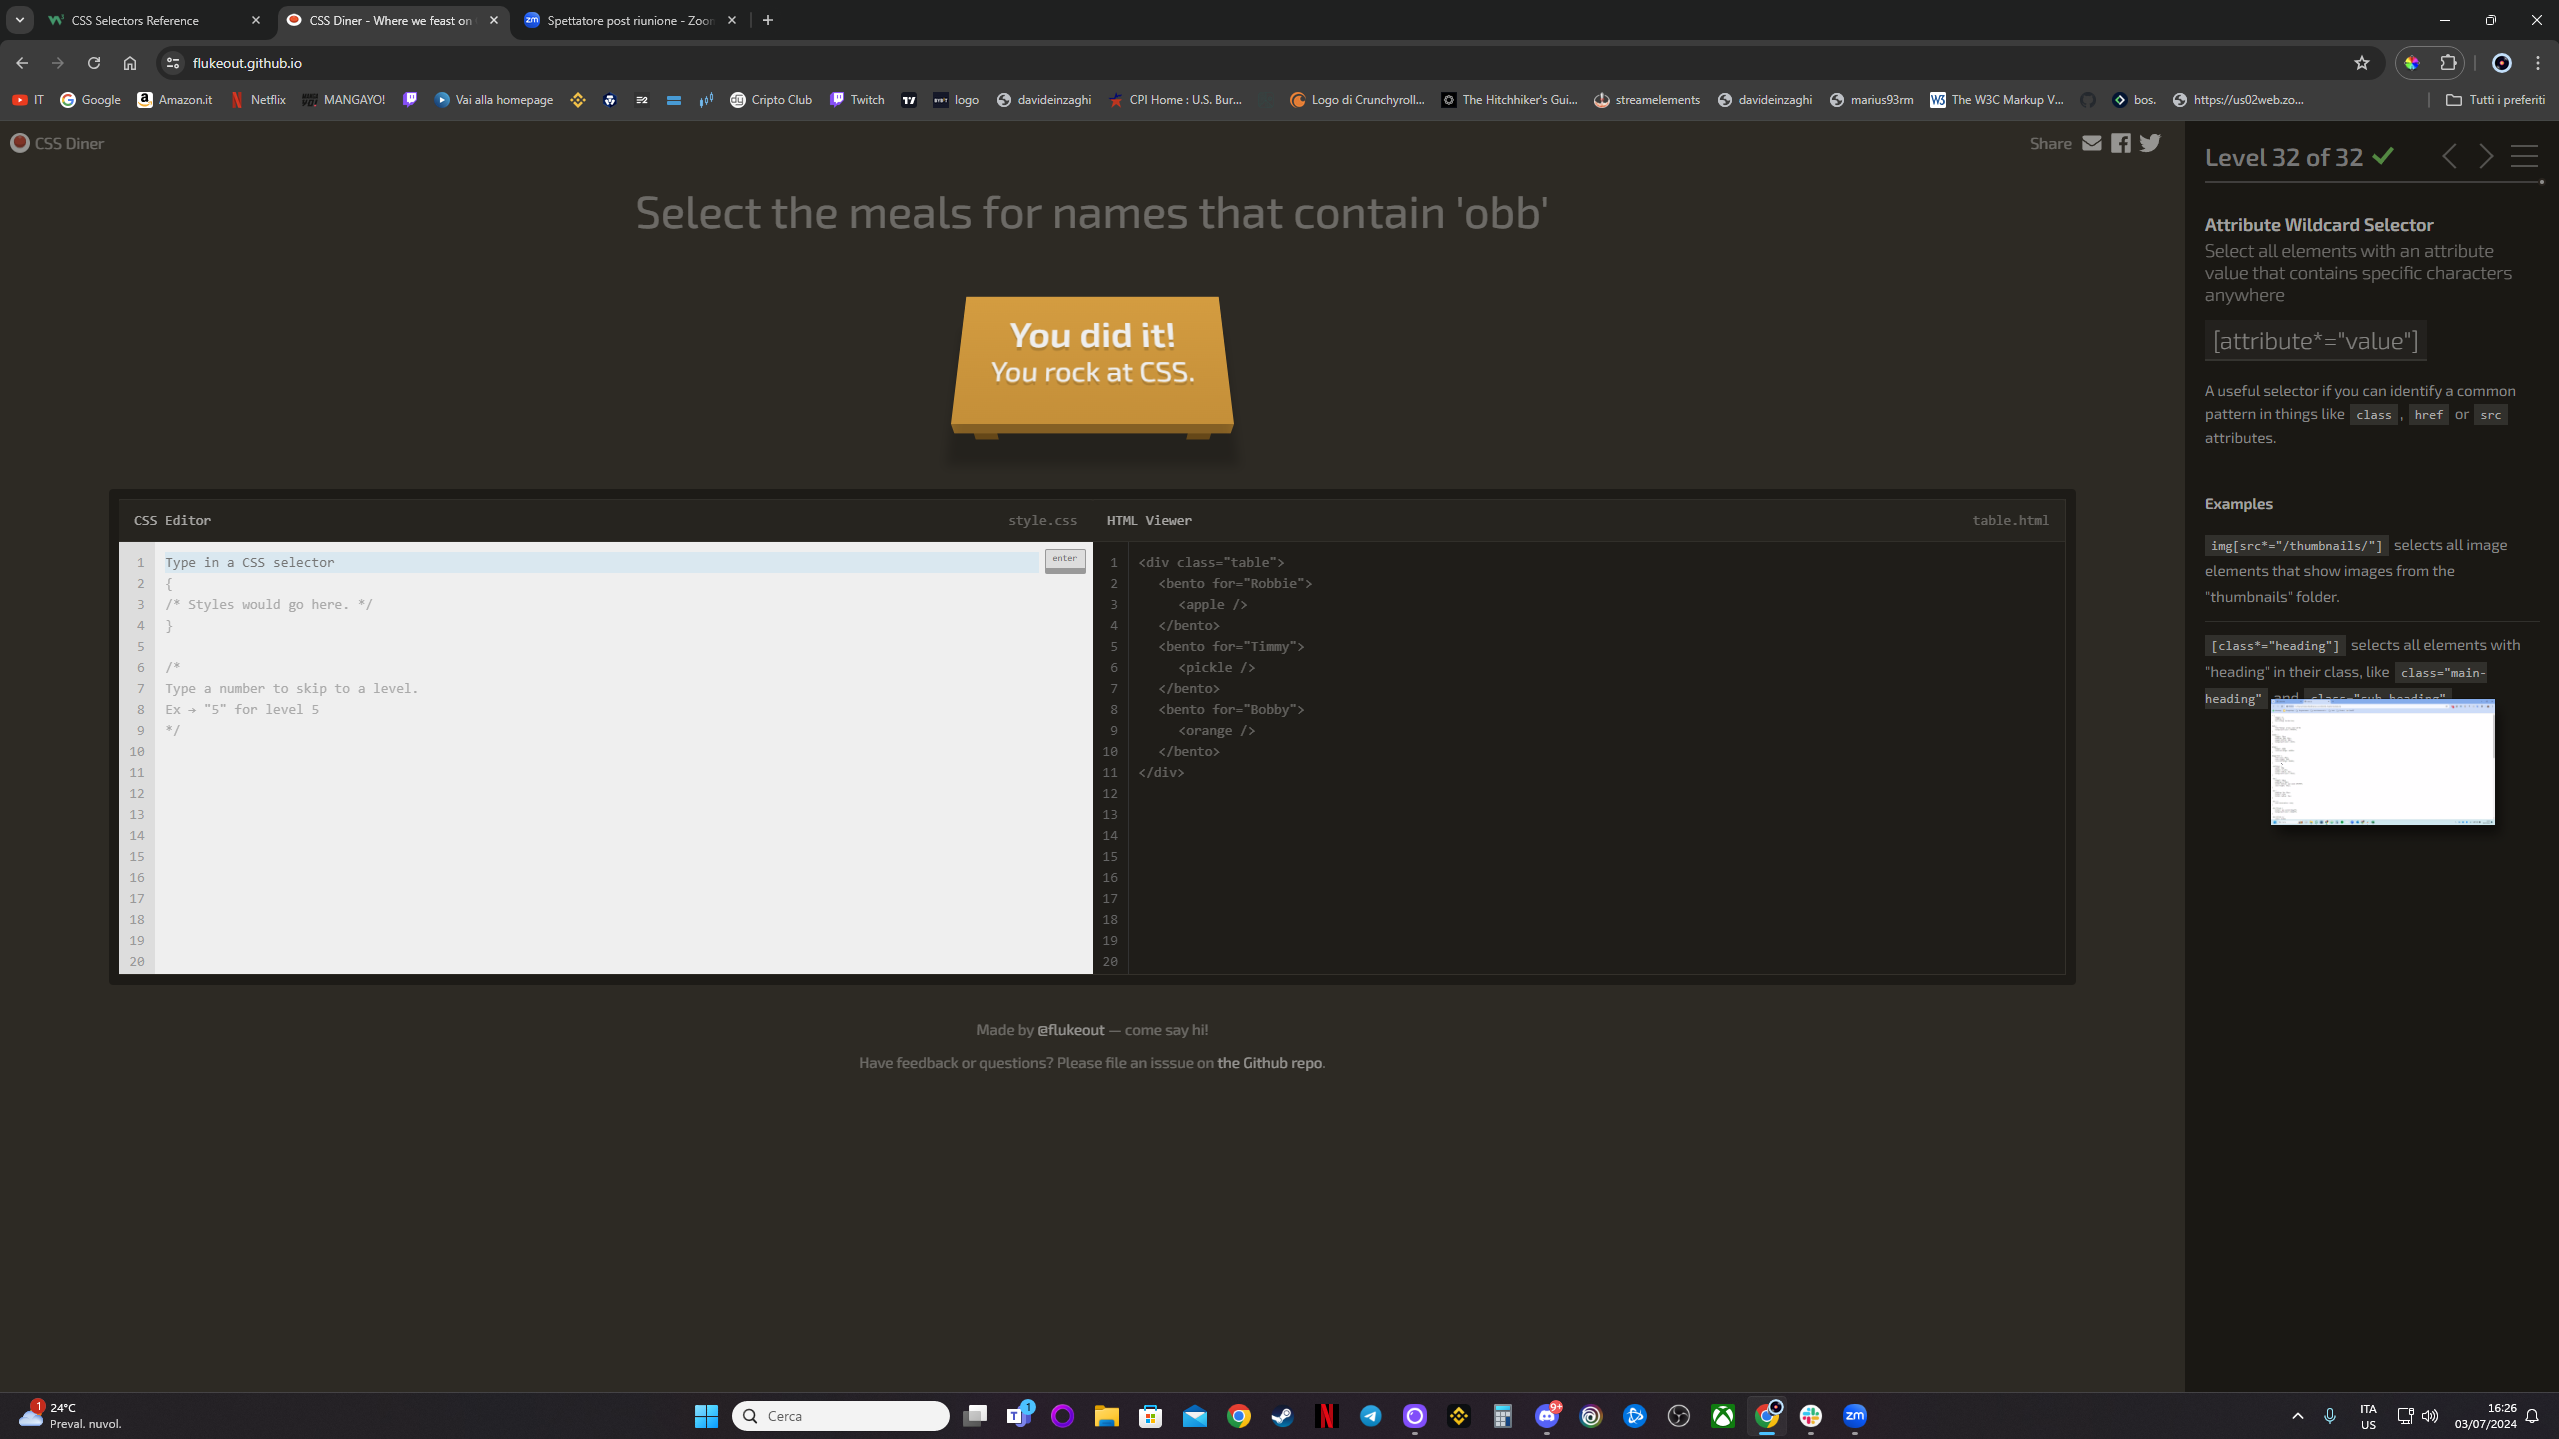 CSS Selectors Reference
CSS Diner - Where we feast on
Spettatore post riunione - Zoom
flukeout.github.io
IT
Google
Amazon.it
Netflix
MANGAYO!
Vai alla homepage
Cripto Club
Twitch
logo
davideinzaghi
CPI Home : U.S. Bur...
Logo di Crunchyroll...
The Hitchhiker's Gui...
streamelements
davideinzaghi
marius93rm
The W3C Markup V...
bos.
https://us02web.zo...
Tutti i preferiti
CSS Diner
Share
Select the meals for names that contain 'obb'
You did it!
You rock at CSS.
CSS Editor
style.css
1 Type in a CSS selector
enter
2 {
3 /* Styles would go here. */
4 }
5
6 /*
7 Type a number to skip to a level.
8 Ex → "5" for level 5
9 */
10
11
12
13
14
15
16
17
18
19
20
HTML Viewer
table.html
1 <div class="table">
2 <bento for="Robbie">
3 <apple />
4 </bento>
5 <bento for="Timmy">
6 <pickle />
7 </bento>
8 <bento for="Bobby">
9 <orange />
10 </bento>
11 </div>
12
13
14
15
16
17
18
19
20
Made by @flukeout — come say hi!
Have feedback or questions? Please file an isssue on the Github repo.
Level 32 of 32
Attribute Wildcard Selector
Select all elements with an attribute
value that contains specific characters
anywhere
[attribute*="value"]
A useful selector if you can identify a common
pattern in things like class , href or src
attributes.
Examples
img[src*="/thumbnails/"] selects all image
elements that show images from the
"thumbnails" folder.
[class*="heading"] selects all elements with
"heading" in their class, like class="main-
heading" and class="sub-heading"
1
24°C
Preval. nuvol.
Cerca
1
9+
zm
ITA
US
16:26
03/07/2024